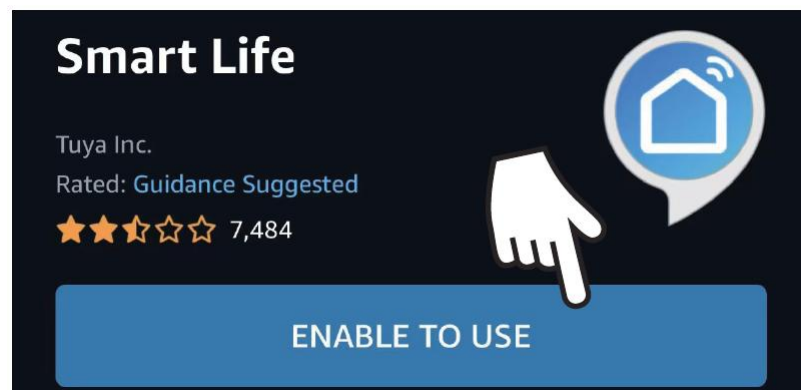 Smart Life
Tuya Inc.
Rated: Guidance Suggested
7,484
ENABLE TO USE